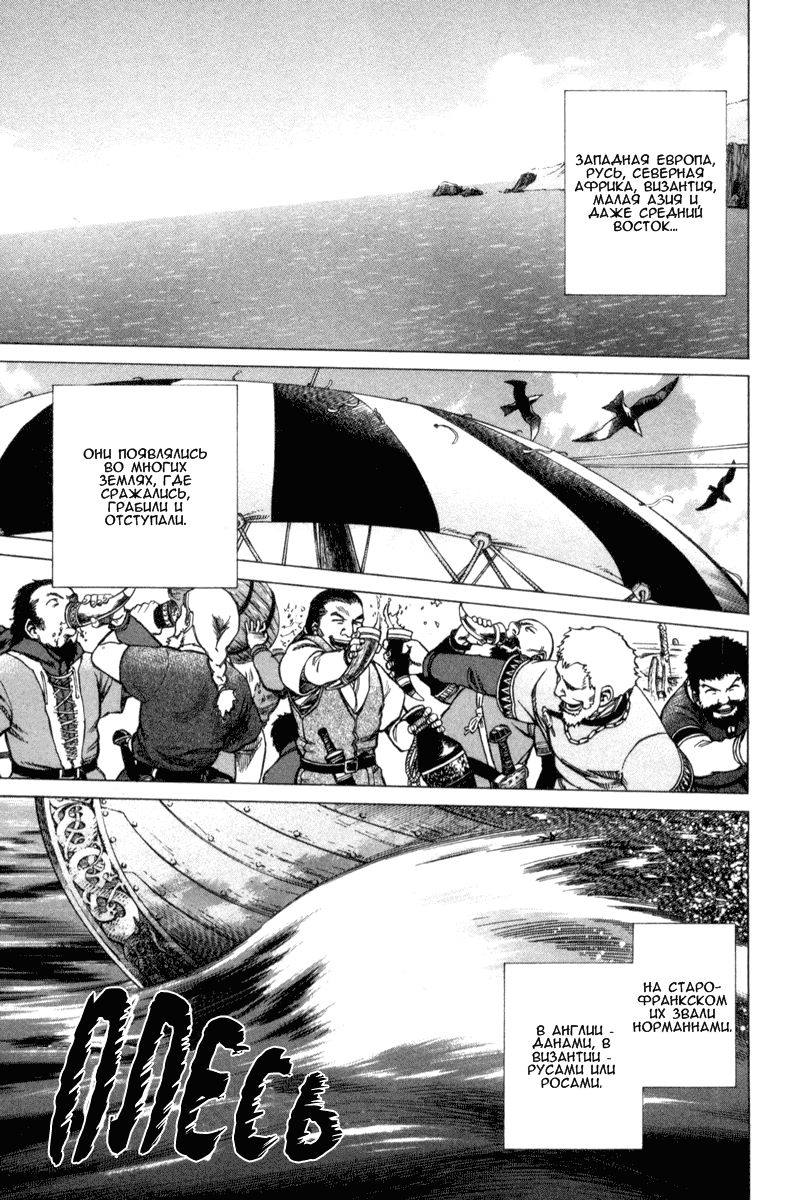 ЗАПАДНАЯ ЕВРОПА,
РУСЬ, СЕВЕРНАЯ
АФРИКА, ВИЗАНТИЯ,
МАЛАЯ АЗИЯ И
ДАЖЕ СРЕДНИЙ
ВОСТОК...
ОНИ ПОЯВЛЯЛИСЬ
ВО МНОГИХ
ЗЕМЛЯХ, ГДЕ
СРАЖАЛИСЬ,
ГРАБИЛИ И
ОТСТУПАЛИ.
НА СТАРО-
ФРАНКСКОМ
ИХ ЗВАЛИ
НОРМАННАМИ.
В АНГЛИИ -
ДАНАМИ, В
ВИЗАНТИИ -
РУСАМИ ИЛИ
РОСАМИ.
ПЛЕСЬ